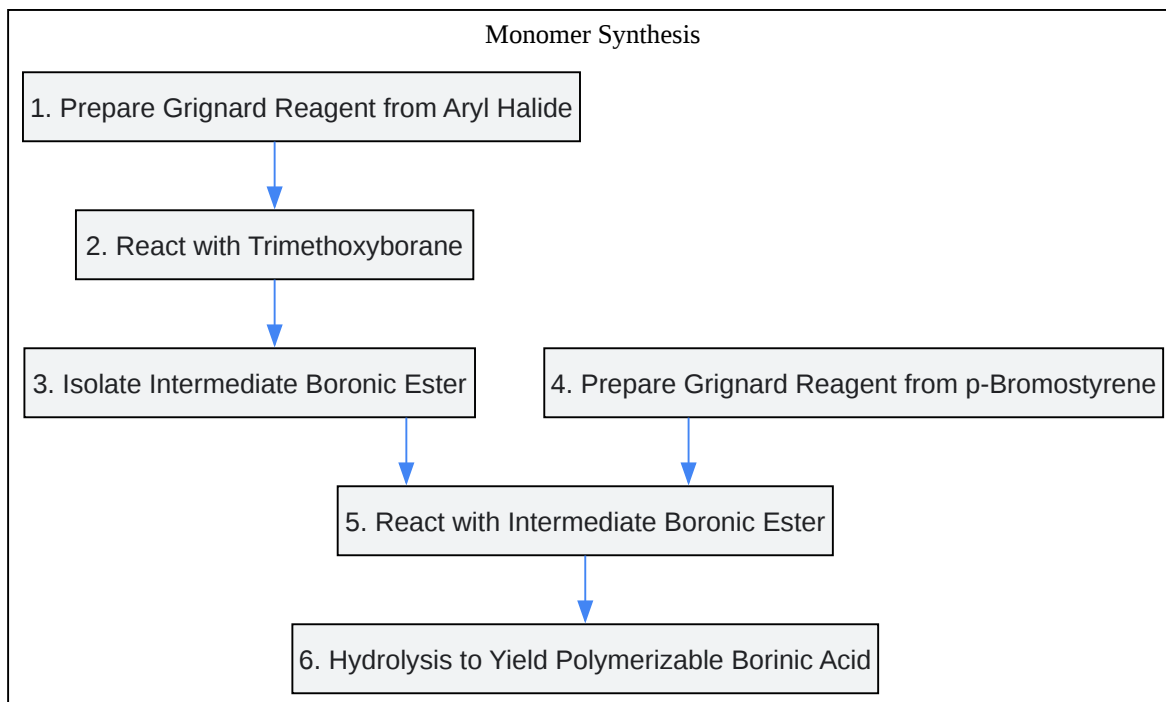 Monomer Synthesis
1. Prepare Grignard Reagent from Aryl Halide
2. React with Trimethoxyborane
3. Isolate Intermediate Boronic Ester
4. Prepare Grignard Reagent from p-Bromostyrene
5. React with Intermediate Boronic Ester
6. Hydrolysis to Yield Polymerizable Borinic Acid